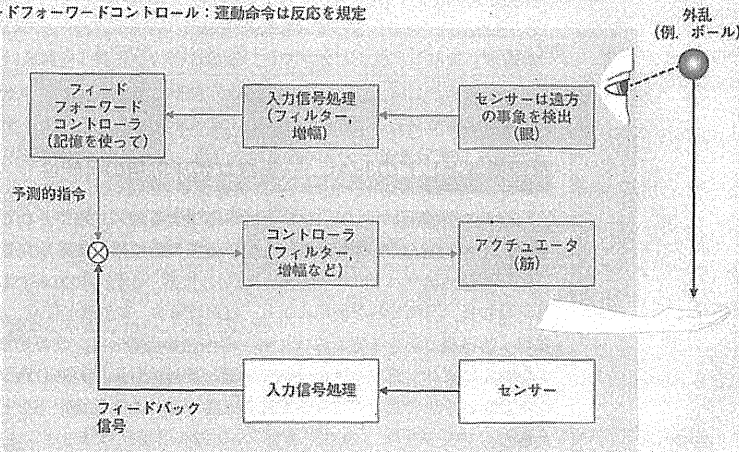 ードフォーワードコントロール：運動命令は反応を規定
外乱
(例．ボール)
フィード
フォーワード
コントローラ
(記憶を使って)
入力信号処理
(フィルター，
増幅)
センサーは遠方
の事象を検出
(眼)
予測的指令
コントローラ
(フィルター，
増幅など)
アクチュエータ
(筋)
フィードバック
信号
入力信号処理
センサー